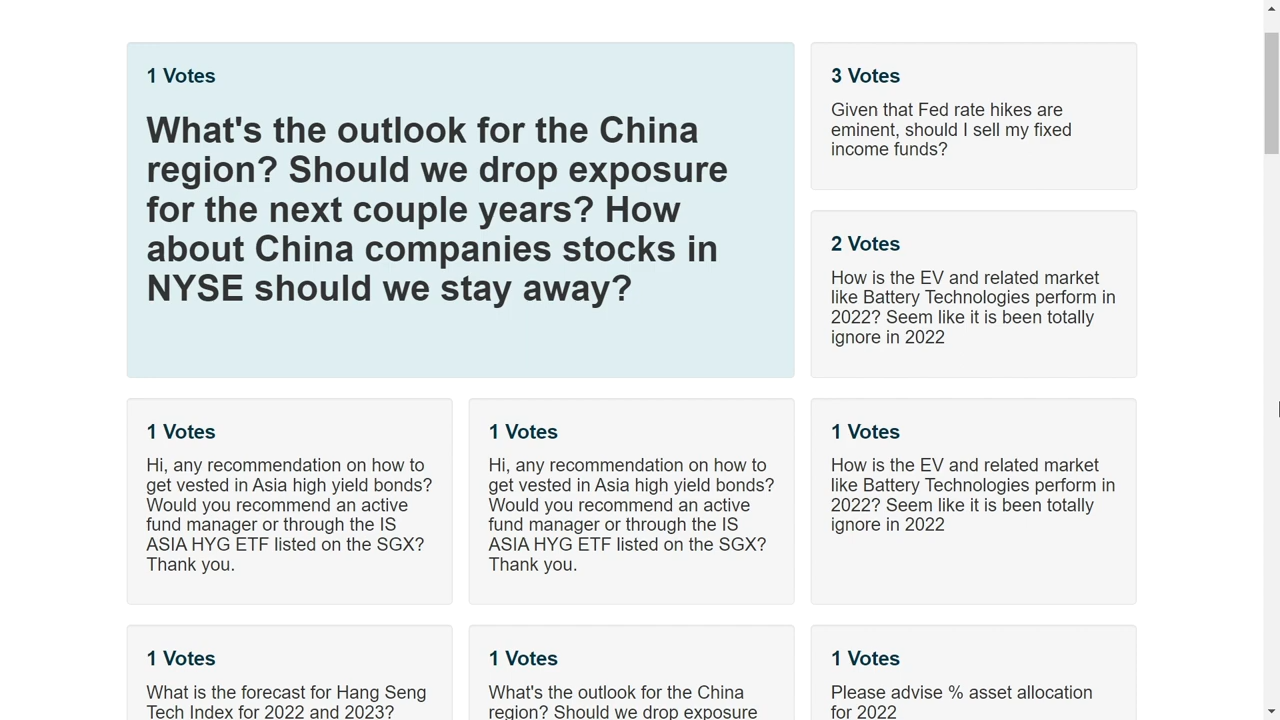 1 Votes
What's the outlook for the China
region? Should we drop exposure
for the next couple years? How
about China companies stocks in
NYSE should we stay away?
3 Votes
Given that Fed rate hikes are
eminent, should I sell my fixed
income funds?
2 Votes
How is the EV and related market
like Battery Technologies perform in
2022? Seem like it is been totally
ignore in 2022
1 Votes
Hi, any recommendation on how to
get vested in Asia high yield bonds?
Would you recommend an active
fund manager or through the IS
ASIA HYG ETF listed on the SGX?
Thank you.
1 Votes
Hi, any recommendation on how to
get vested in Asia high yield bonds?
Would you recommend an active
fund manager or through the IS
ASIA HYG ETF listed on the SGX?
Thank you.
1 Votes
How is the EV and related market
like Battery Technologies perform in
2022? Seem like it is been totally
ignore in 2022
1 Votes
What is the forecast for Hang Seng
Tech Index for 2022 and 2023?
1 Votes
What's the outlook for the China
region? Should we drop exposure
1 Votes
Please advise % asset allocation
for 2022